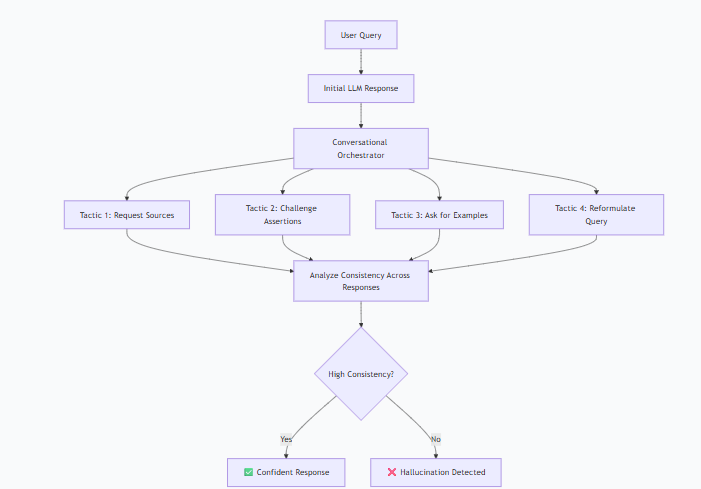 User Query
Initial LLM Response
Conversational
Orchestrator
Tactic 1: Request Sources
Tactic 2: Challenge
Assertions
Tactic 3: Ask for Examples
Tactic 4: Reformulate
Query
Analyze Consistency Across
Responses
High Consistency?
Yes
No
✅ Confident Response
❌ Hallucination Detected